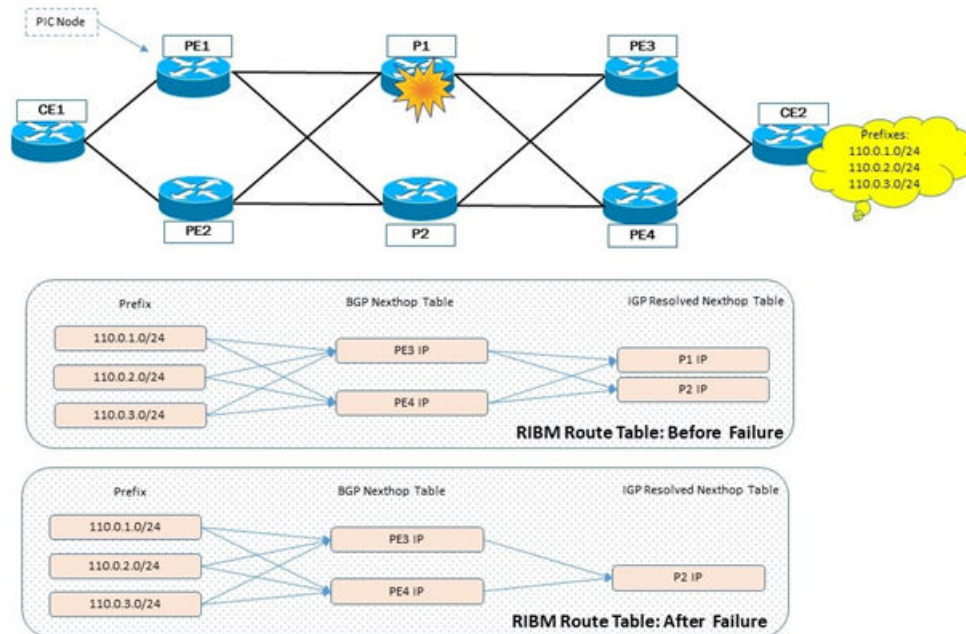 PIC Node
PE1
P1
PE3
CE1
CE2
Prefixes:
110.0.1.0/24
110.0.2.0/24
110.0.3.0/24
PE2
P2
PE4
Prefix
BGP Nexthop Table
IGP Resolved Nexthop Table
110.0.1.0/24
PE3 IP
P1 IP
110.0.2.0/24
P2 IP
110.0.3.0/24
PE4 IP
RIBM Route Table: Before Failure
Prefix
BGP Nexthop Table
IGP Resolved Nexthop Table
110.0.1.0/24
PE3 IP
110.0.2.0/24
P2 IP
110.0.3.0/24
PE4 IP
RIBM Route Table: After Failure